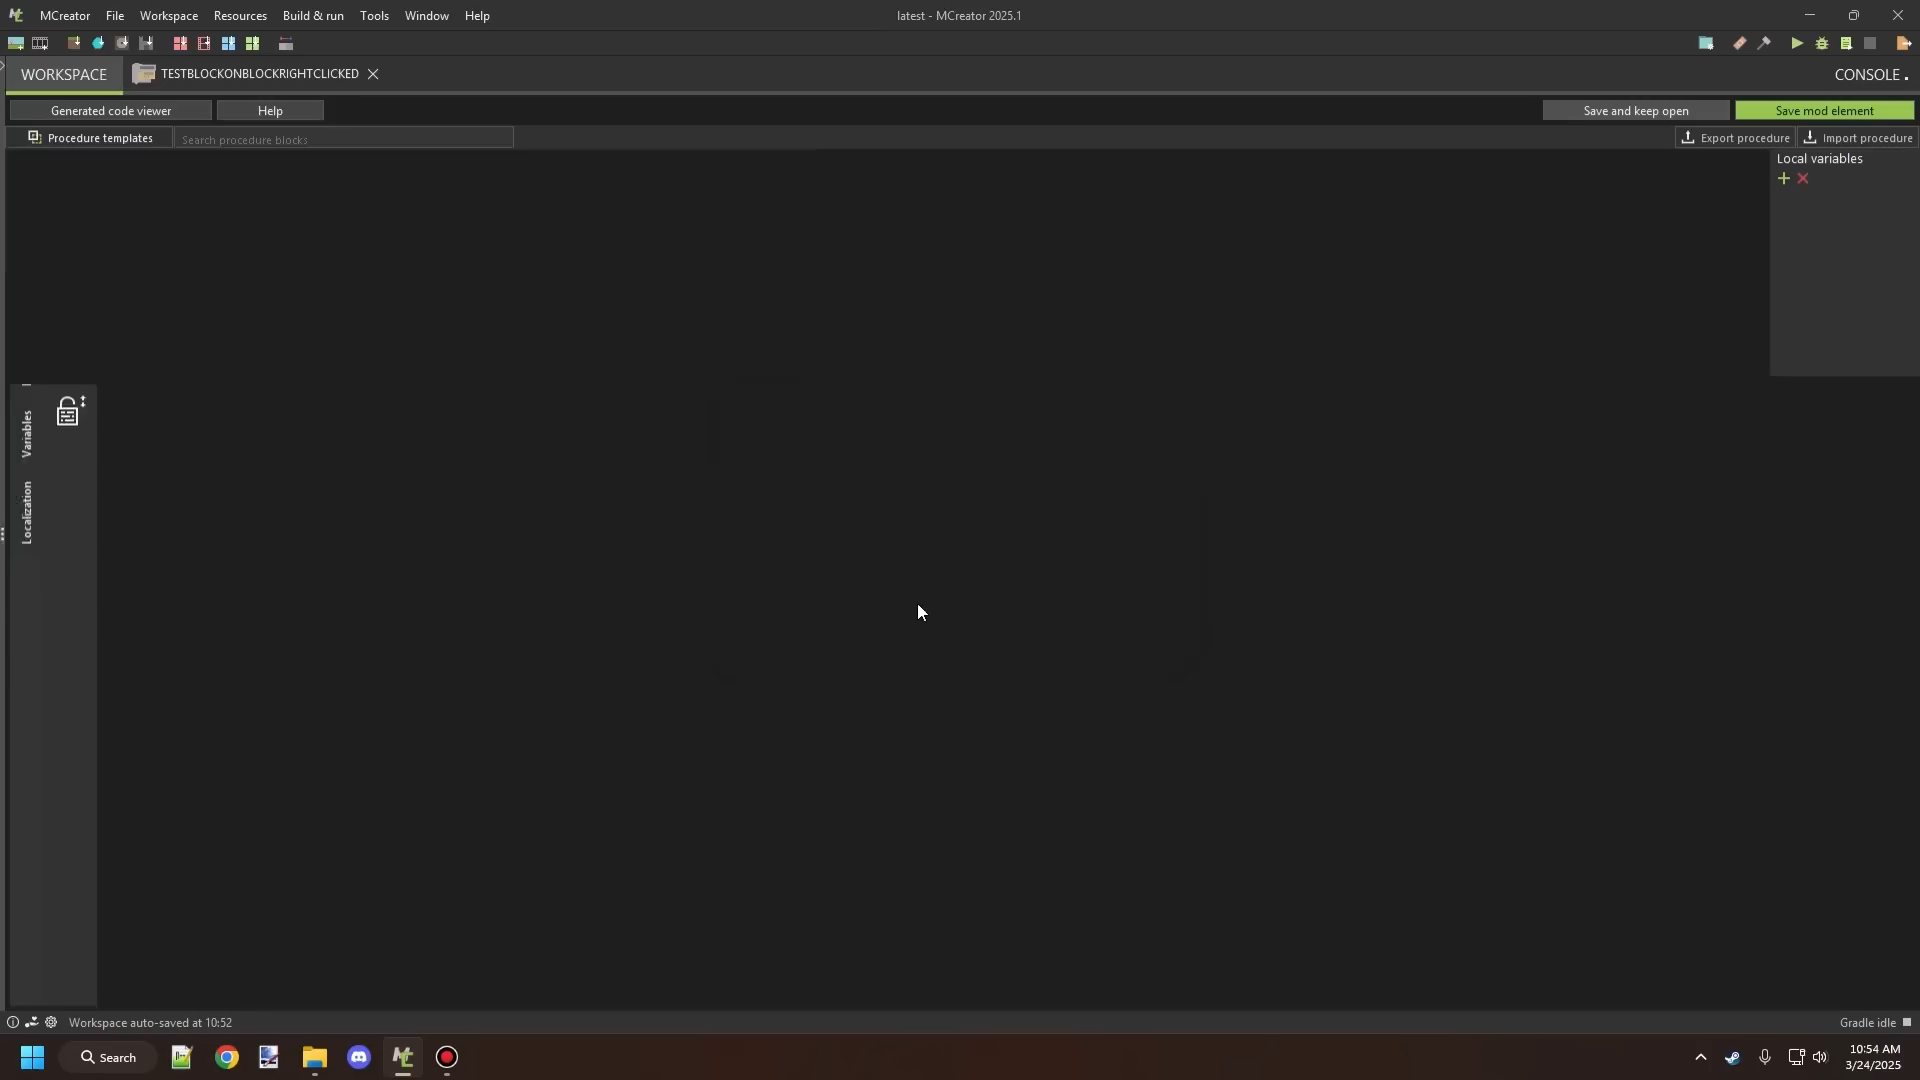 MCreator File Workspace Resources Build & run Tools Window Help
latest - MCreator 2025.1
WORKSPACE
TESTBLOCKONBLOCKRIGHTCLICKED
CONSOLE
Generated code viewer
Help
Save and keep open
Save mod element
Procedure templates
Search procedure blocks
Export procedure
Import procedure
Local variables
Variables
Localization
Workspace auto-saved at 10:52
Gradle idle
Search
10:54 AM
3/24/2025